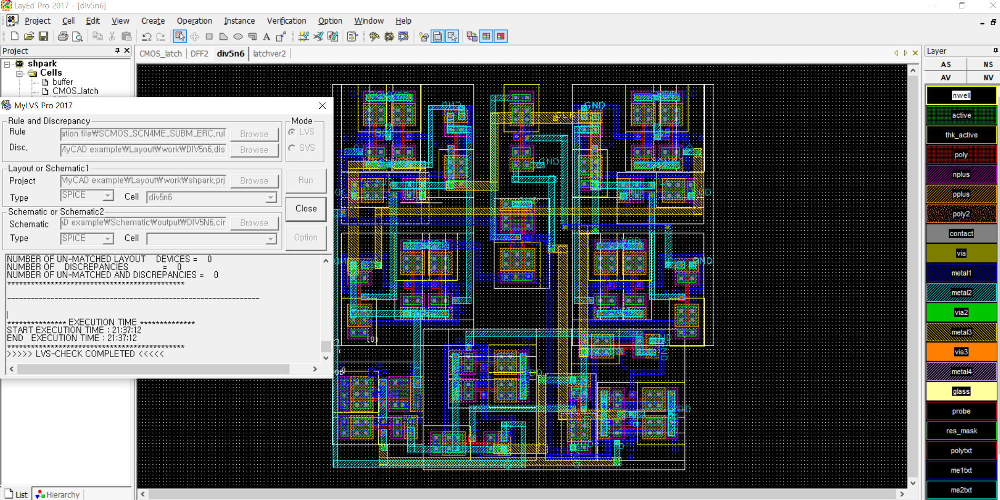 LayEd Pro 2017 - [div5n6]
Project Cell Edit View Create Operation Instance Verification Option Window Help
Project
CMOS_latch DFF2 div5n6 latchver2
shpark
Cells
buffer
CMOS_latch
MyLVS Pro 2017
Rule and Discrepancy
Rule ation file₩SCMOS_SCN4ME_SUBM_ERC.rul Browse
Disc. MyCAD example₩Layout₩work₩DIV5n6.dis Browse
Mode
LVS
SVS
Layout or Schematic1
Project MyCAD example₩Layout₩work₩shpark.prj Browse
Type SPICE Cell div5n6
Run
Close
Option
Schematic or Schematic2
Schematic D example₩Schematic₩output₩DIV5N6.cir Browse
Type SPICE Cell
NUMBER OF UN-MATCHED LAYOUT DEVICES = 0
NUMBER OF DISCREPANCIES = 0
NUMBER OF UN-MATCHED AND DISCREPANCIES = 0
*********************************************
----------------------------------------------------------------
*************** EXECUTION TIME **************
START EXECUTION TIME : 21:37:12
END EXECUTION TIME : 21:37:12
*********************************************
>>>>> LVS-CHECK COMPLETED <<<<<
List Hierarchy
GND
GND
GND
VDD
Layer
AS NS
AV NV
nwell
active
thk_active
poly
nplus
pplus
poly2
contact
via
metal1
metal2
via2
metal3
via3
metal4
glass
probe
res_mask
polytxt
me1txt
me2txt